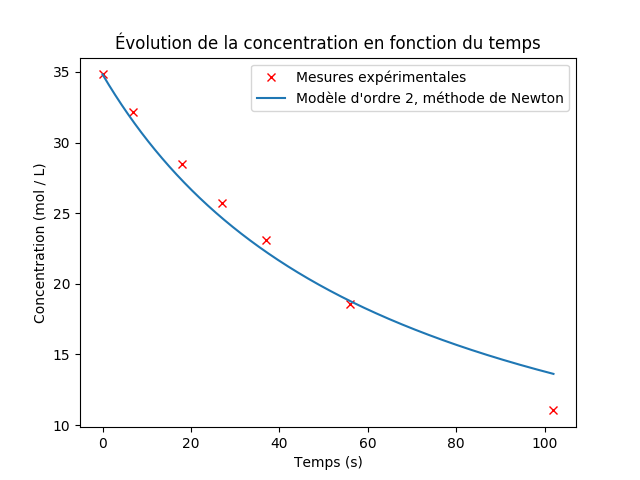 Évolution de la concentration en fonction du temps
Mesures expérimentales
Modèle d'ordre 2, méthode de Newton
Concentration (mol / L)
35
30
25
20
15
10
0 20 40 60 80 100
Temps (s)